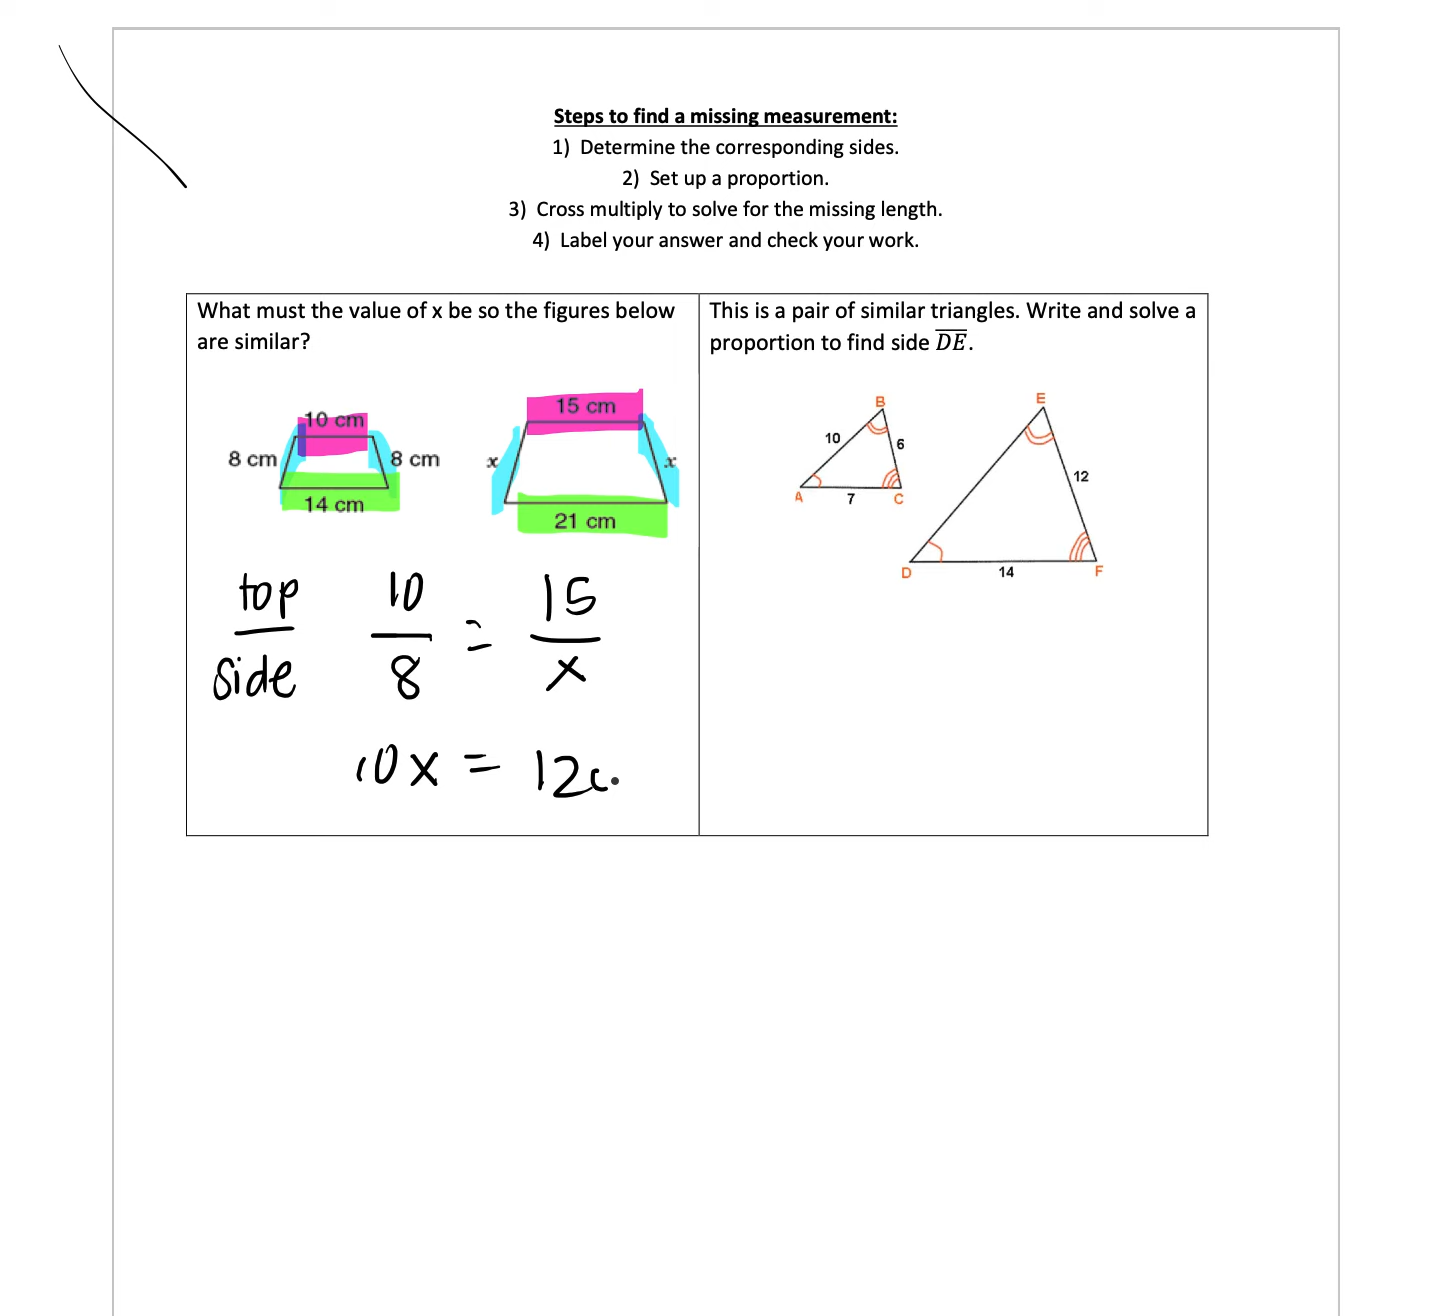 Steps to find a missing measurement:
1) Determine the corresponding sides.
2) Set up a proportion.
3) Cross multiply to solve for the missing length.
4) Label your answer and check your work.
What must the value of x be so the figures below
are similar?
10 cm
8 cm
8 cm
14 cm
15 cm
x
x
21 cm
top
side
10
8
=
15
x
10x = 12
This is a pair of similar triangles. Write and solve a
proportion to find side DE.
B
10
6
A
7
C
E
12
D
14
F